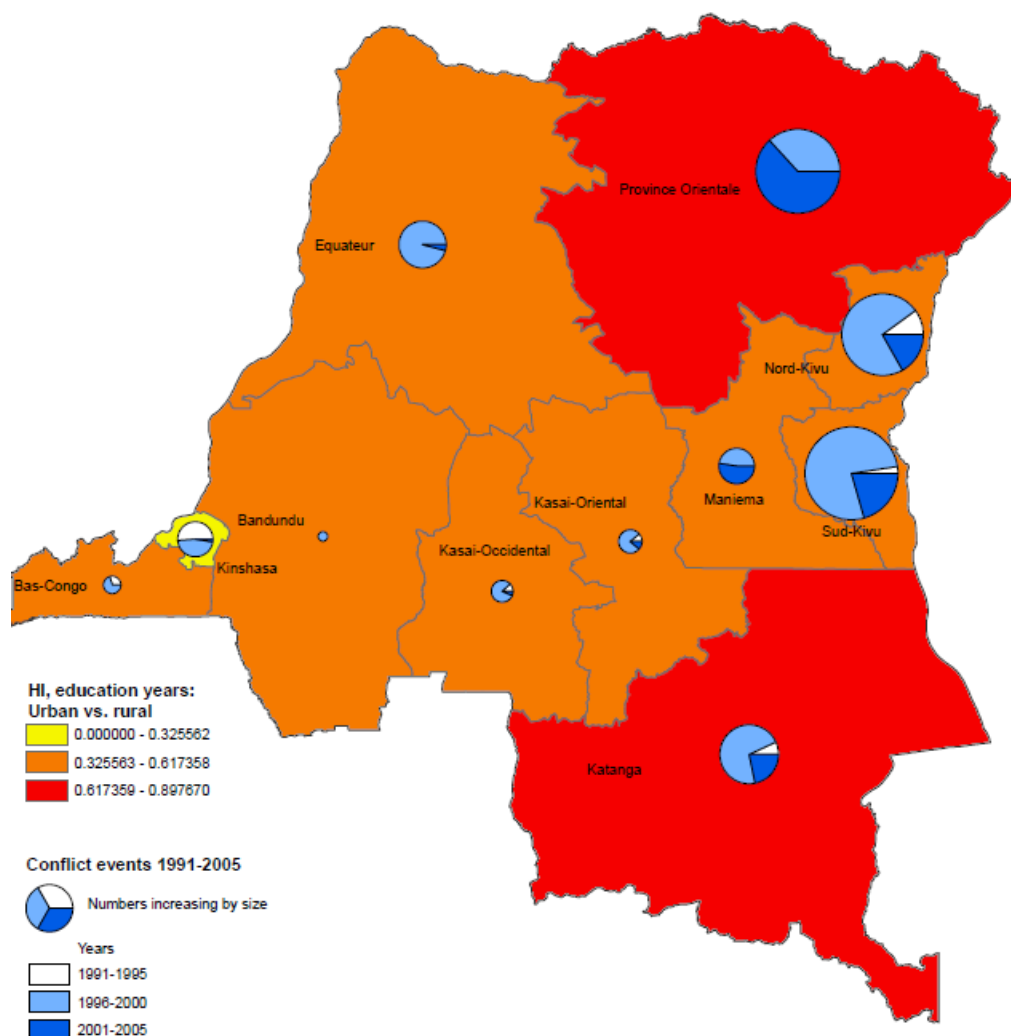 Province Orientale
Equateur
Nord-Kivu
Kasai-Oriental
Maniema
Bandundu
Sud-Kivu
Kasai-Occidental
Kinshasa
Bas-Congo
Katanga
HI, education years:
Urban vs. rural
0.000000 - 0.325562
0.325563 - 0.617358
0.617359 - 0.897670
Conflict events 1991-2005
Numbers increasing by size
Years
1991-1995
1996-2000
2001-2005